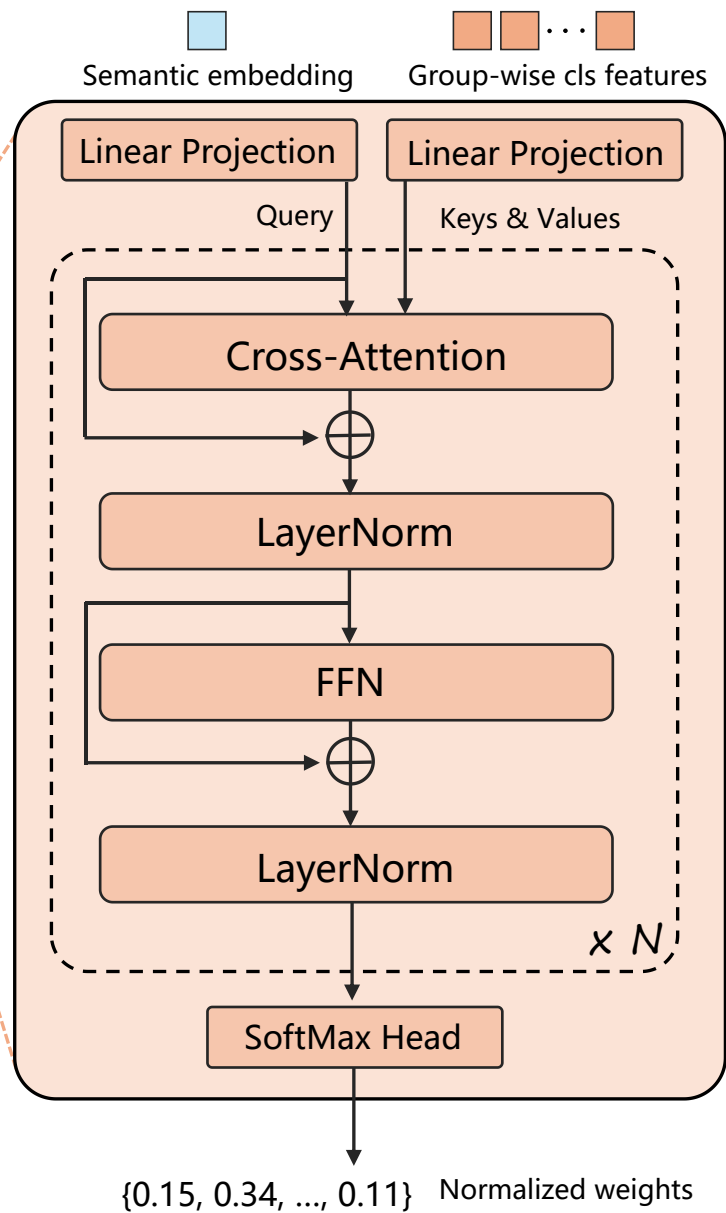 Semantic embedding
Group-wise cls features
Linear Projection
Linear Projection
Query
Keys & Values
Cross-Attention
LayerNorm
FFN
LayerNorm
x N
SoftMax Head
{0.15, 0.34, ..., 0.11}
Normalized weights